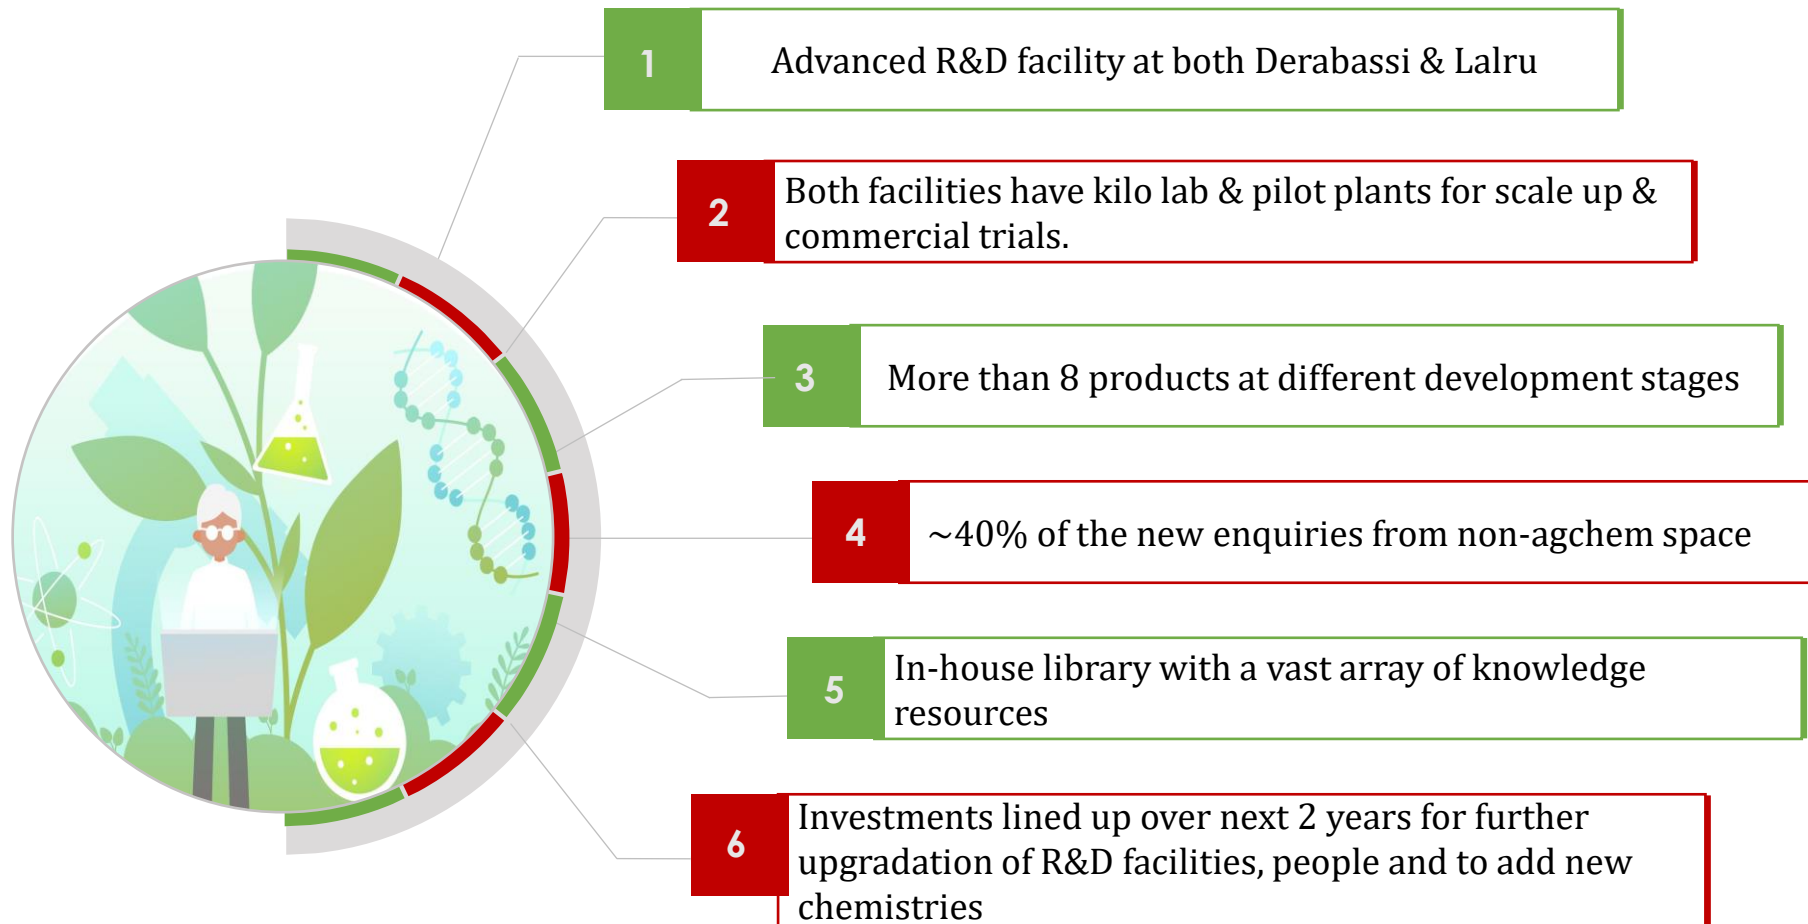 1
Advanced R&D facility at both Derabassi & Lalru
2
Both facilities have kilo lab & pilot plants for scale up &
commercial trials.
3
More than 8 products at different development stages
4
~40% of the new enquiries from non-agchem space
5
In-house library with a vast array of knowledge
resources
6
Investments lined up over next 2 years for further
upgradation of R&D facilities, people and to add new
chemistries